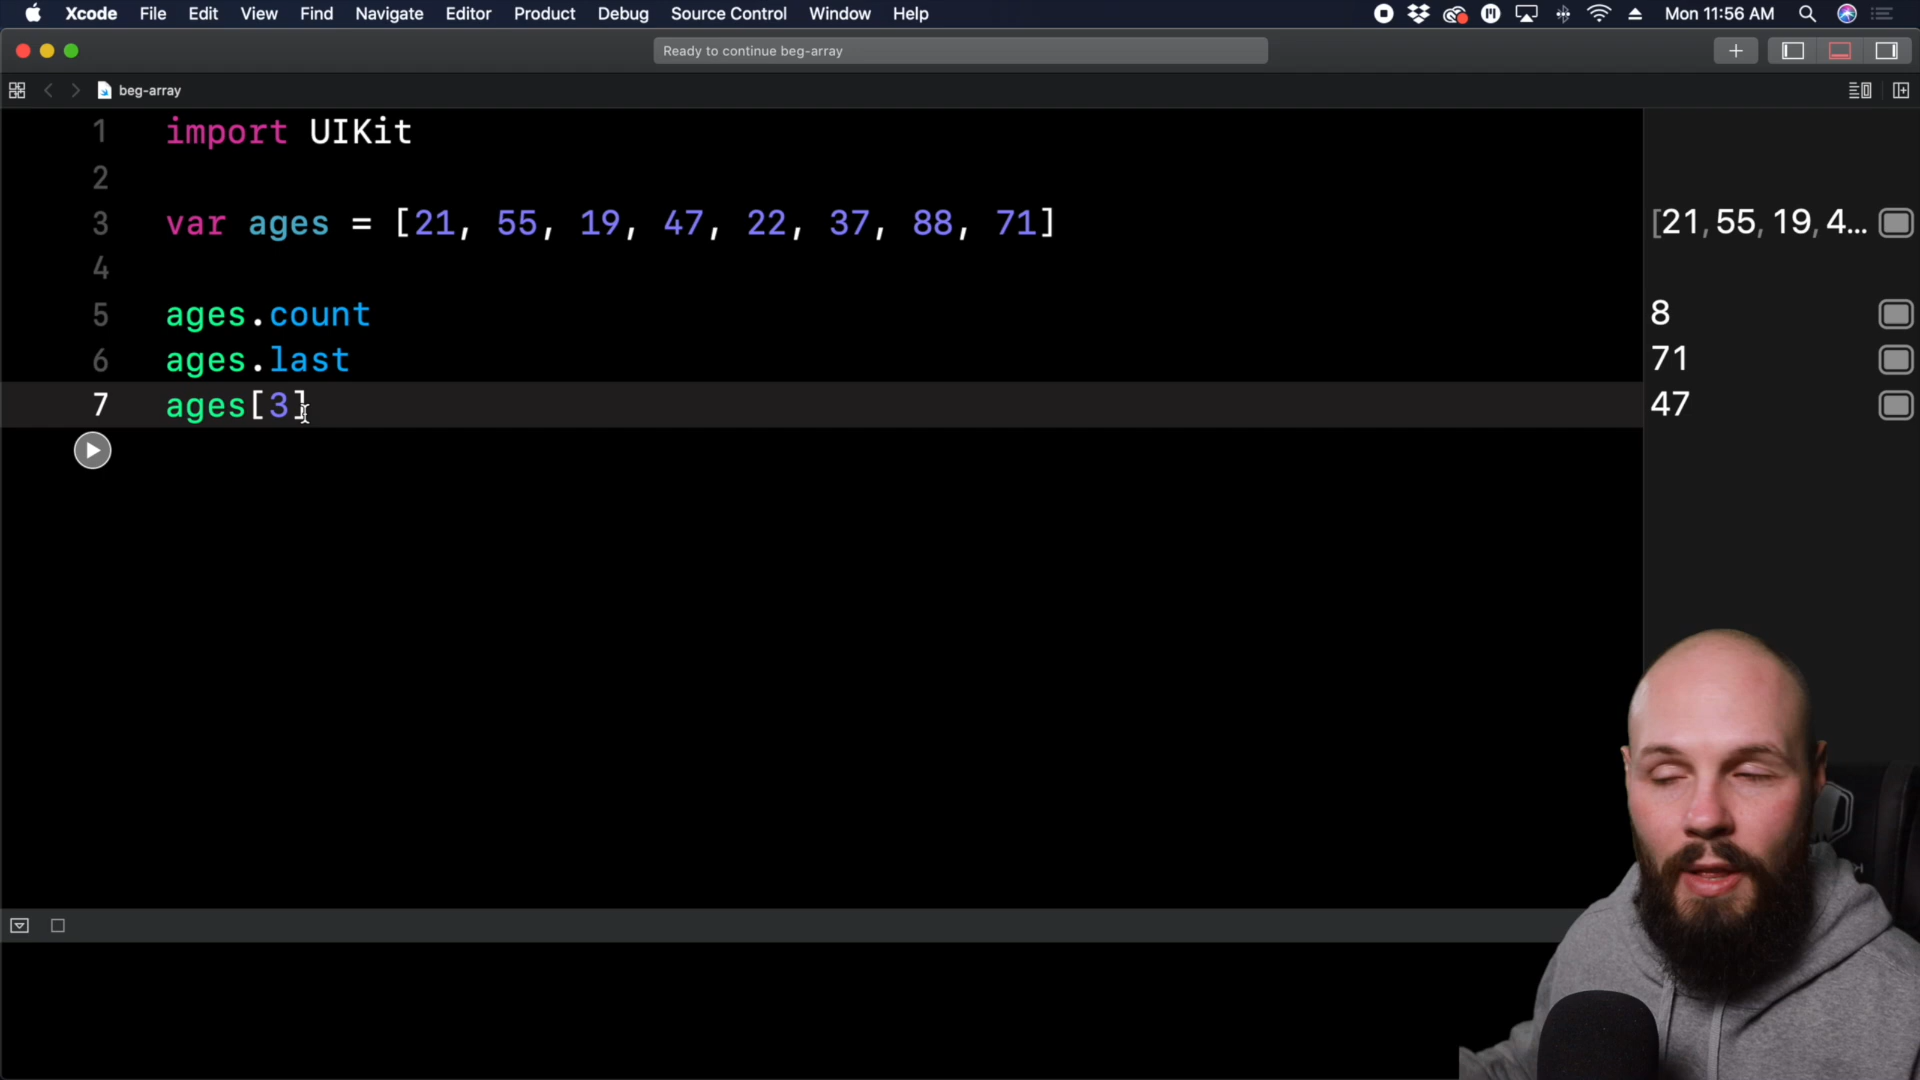 Xcode File Edit View Find Navigate Editor Product Debug Source Control Window Help Mon 11:56 AM
Ready to continue beg-array
beg-array
1 import UIKit
2
3 var ages = [21, 55, 19, 47, 22, 37, 88, 71] [21, 55, 19, 4...
4
5 ages.count 8
6 ages.last 71
7 ages[3] 47